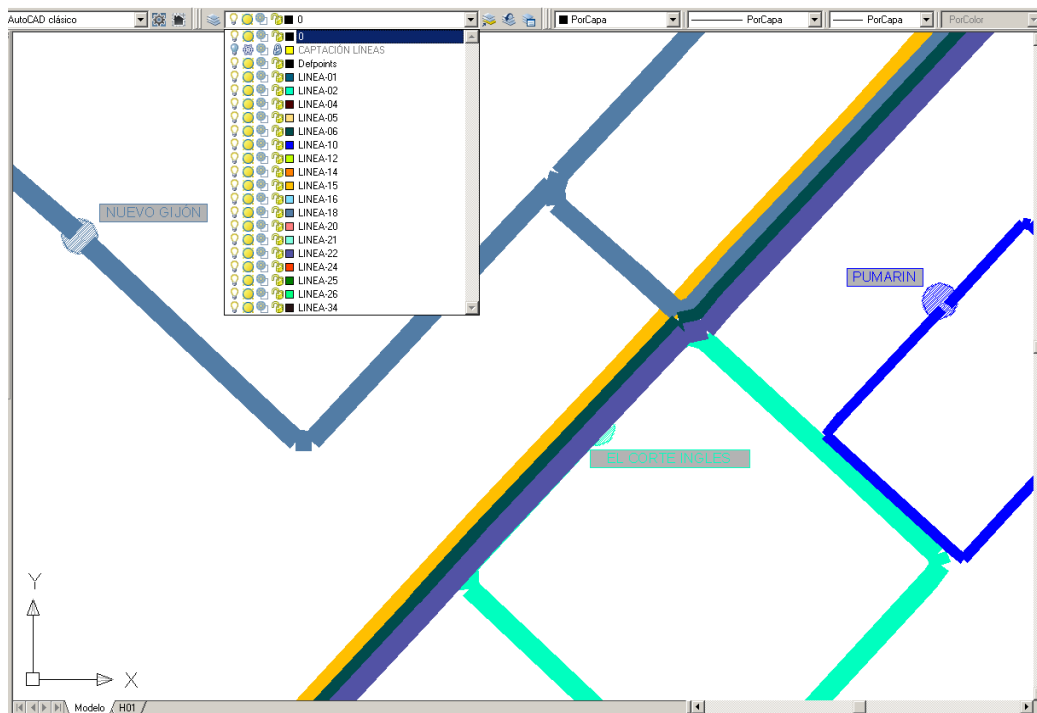 AutoCAD clásico
0
PorCapa
PorCapa
PorCapa
PorColor
0
CAPTACIÓN LÍNEAS
Defpoints
LINEA-01
LINEA-02
LINEA-04
LINEA-05
LINEA-06
LINEA-10
LINEA-12
LINEA-14
LINEA-15
LINEA-16
LINEA-18
LINEA-20
LINEA-21
LINEA-22
LINEA-24
LINEA-25
LINEA-26
LINEA-34
NUEVO GIJÓN
PUMARIN
EL CORTE INGLES
Y
X
Modelo
H01